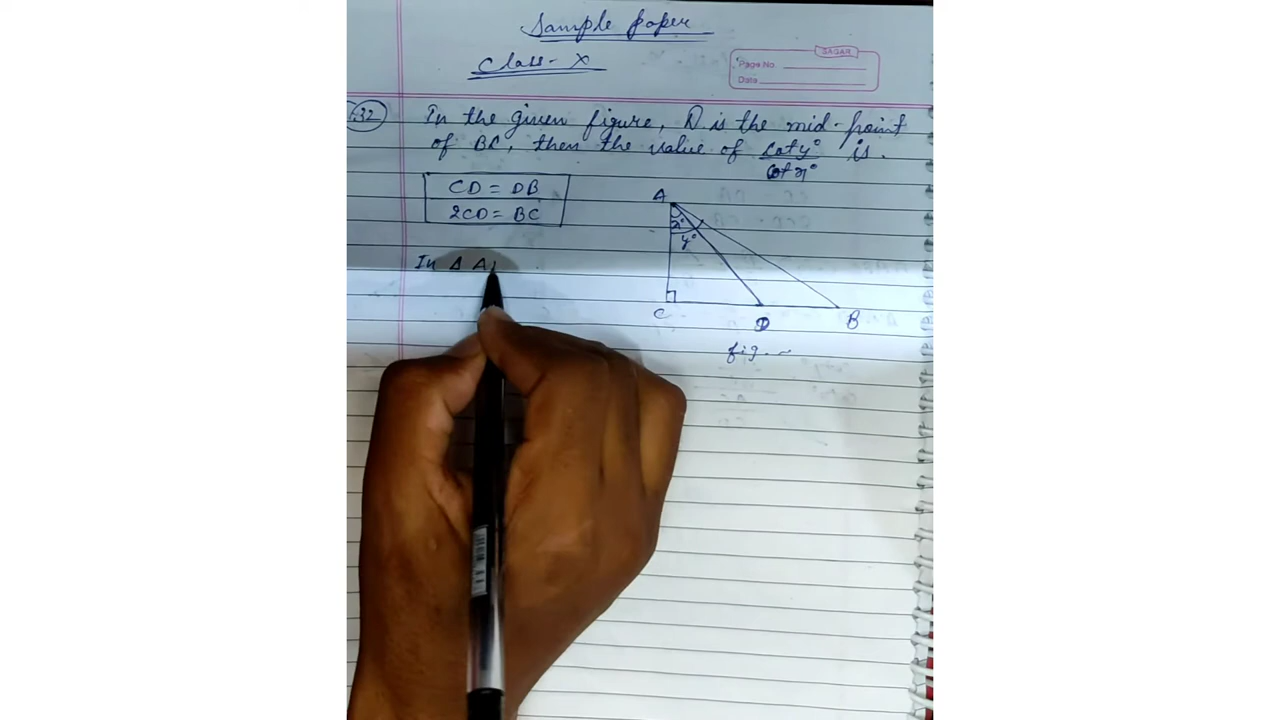 Sample paper
Class - X
SAGAR
Page No.
Date
32
In the given figure, D is the mid-point
of BC, then the value of cot y° / cot x° is.
CD = DB
2CD = BC
A
x°
y°
In Δ A
C
D
B
fig.